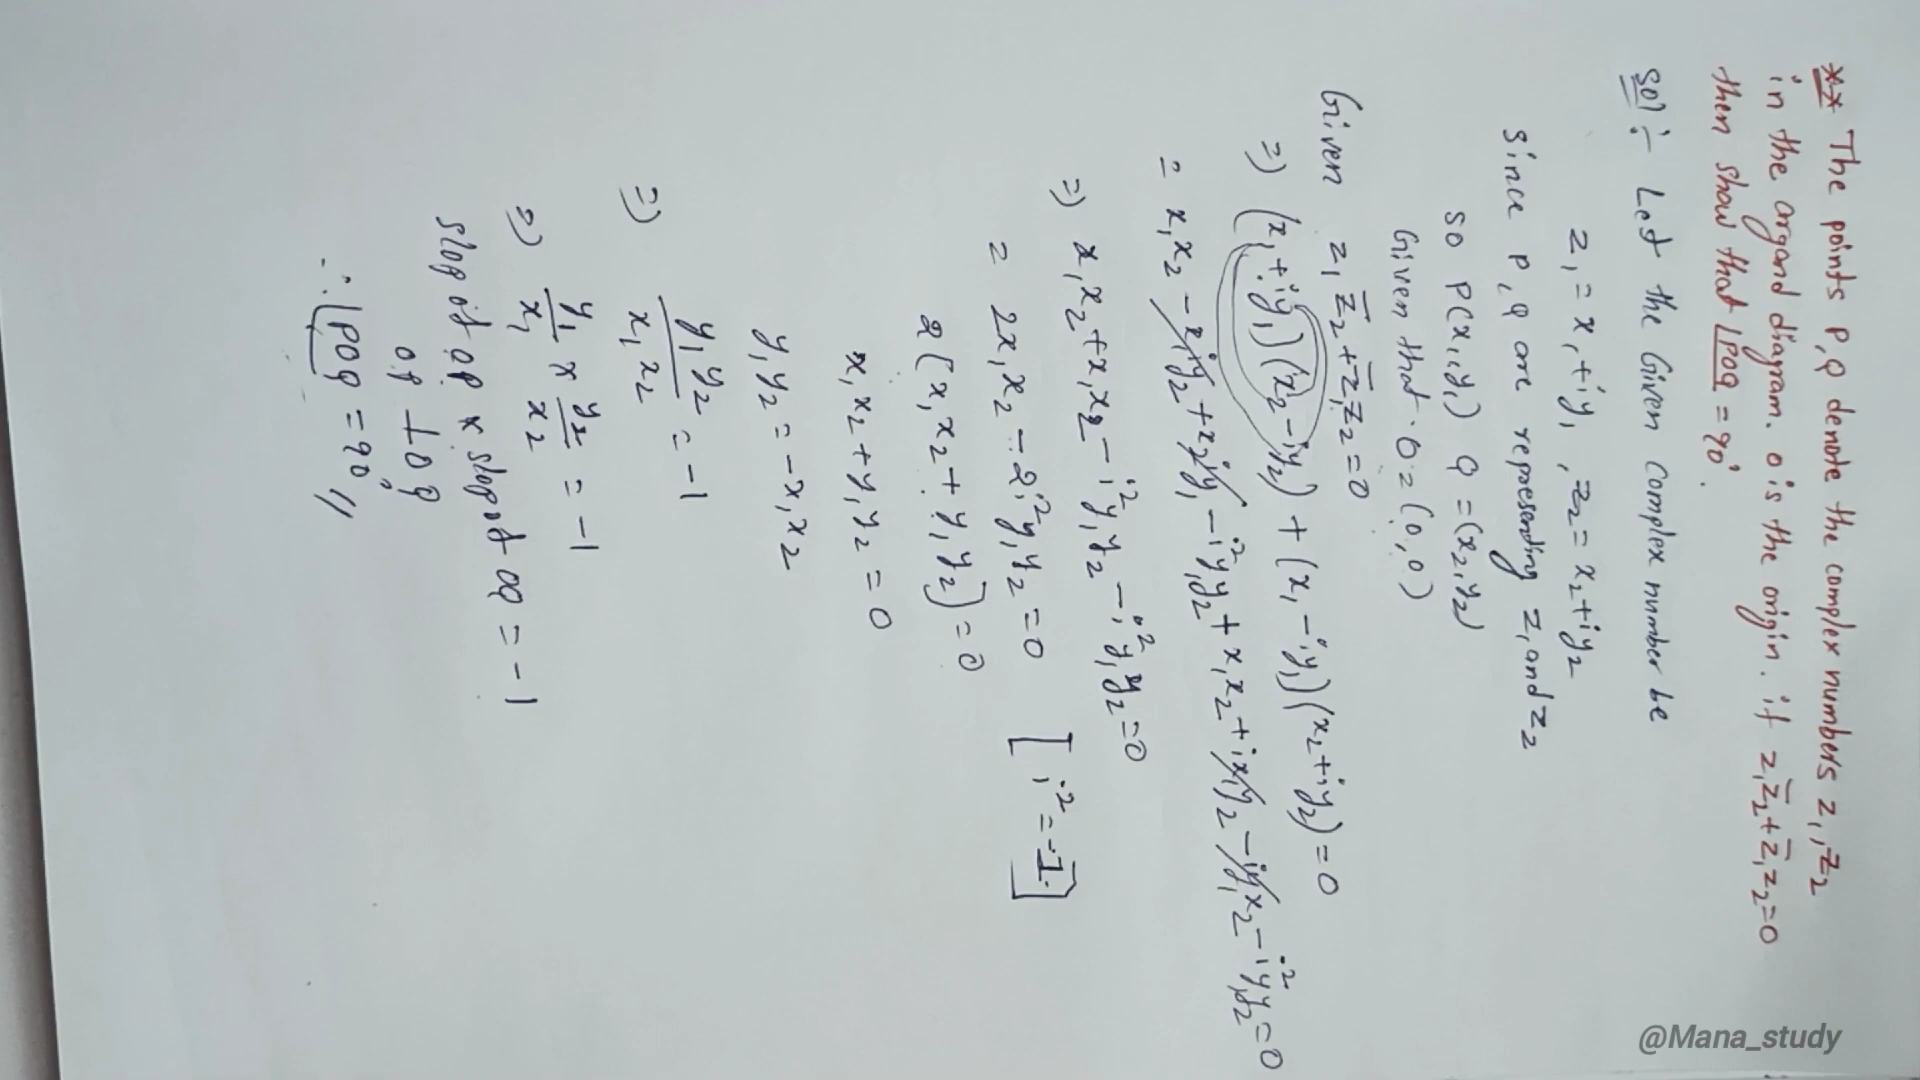 ** The points P,Q denote the complex numbers z₁,z₂
in the argand diagram. O is the origin. if z₁z̄₂+z̄₁z₂=0
then show that ∠POQ = 90°.
Sol:- Let the Given complex number be
z₁ = x₁+iy₁, z₂ = x₂+iy₂
Since P,Q are representing z₁ and z₂
SO P(x₁,y₁) Q =(x₂,y₂)
Given that O=(0,0)
Given z₁z̄₂+z̄₁z₂=0
=) (x₁+iy₁)(x₂-iy₂)+(x₁-iy₁)(x₂+iy₂)=0
= x₁x₂-x₁iy₂+x₂iy₁-i²y₁y₂+x₁x₂+ix₁y₂-iy₁x₂-i²y₁y₂=0
=) x₁x₂+x₁x₂-i²y₁y₂-i²y₁y₂=0
= 2x₁x₂-2i²y₁y₂=0 [i²=-1]
2(x₁x₂+y₁y₂)=0
x₁x₂+y₁y₂=0
y₁y₂=-x₁x₂
=) y₁y₂/x₁x₂ = -1
=) y₁/x₁ x y₂/x₂ = -1
slop of OP x slop of OQ = -1
OP ⊥ OQ
∴ ∠POQ = 90°//
@Mana_study